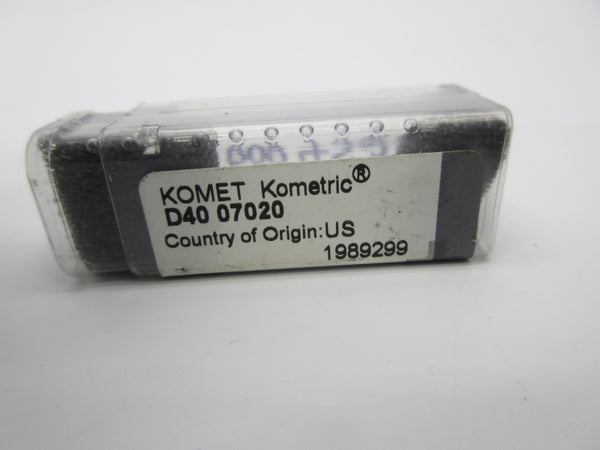 KOMET Kometric®
D40 07020
Country of Origin:US
1989299